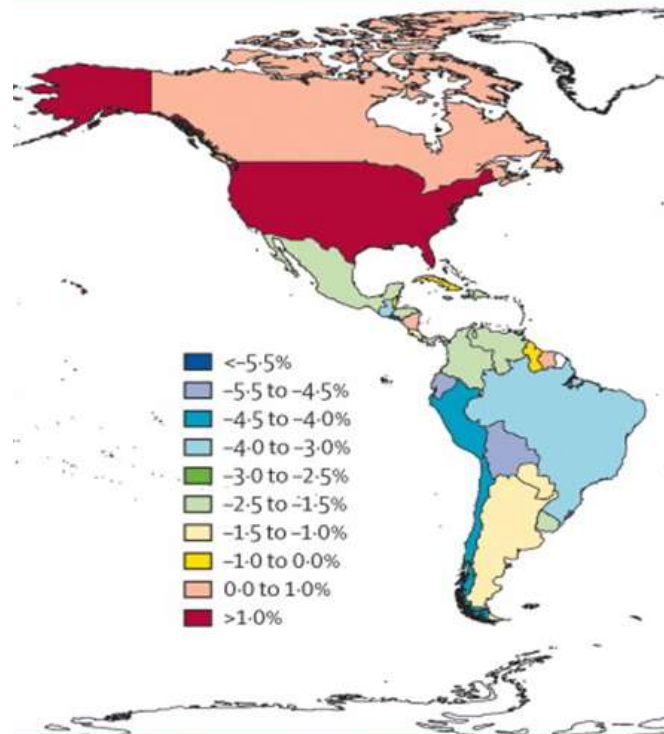 <–5·5%
–5·5 to –4·5%
–4·5 to –4·0%
–4·0 to –3·0%
–3·0 to –2·5%
–2·5 to –1·5%
–1·5 to –1·0%
–1·0 to 0·0%
0·0 to 1·0%
>1·0%